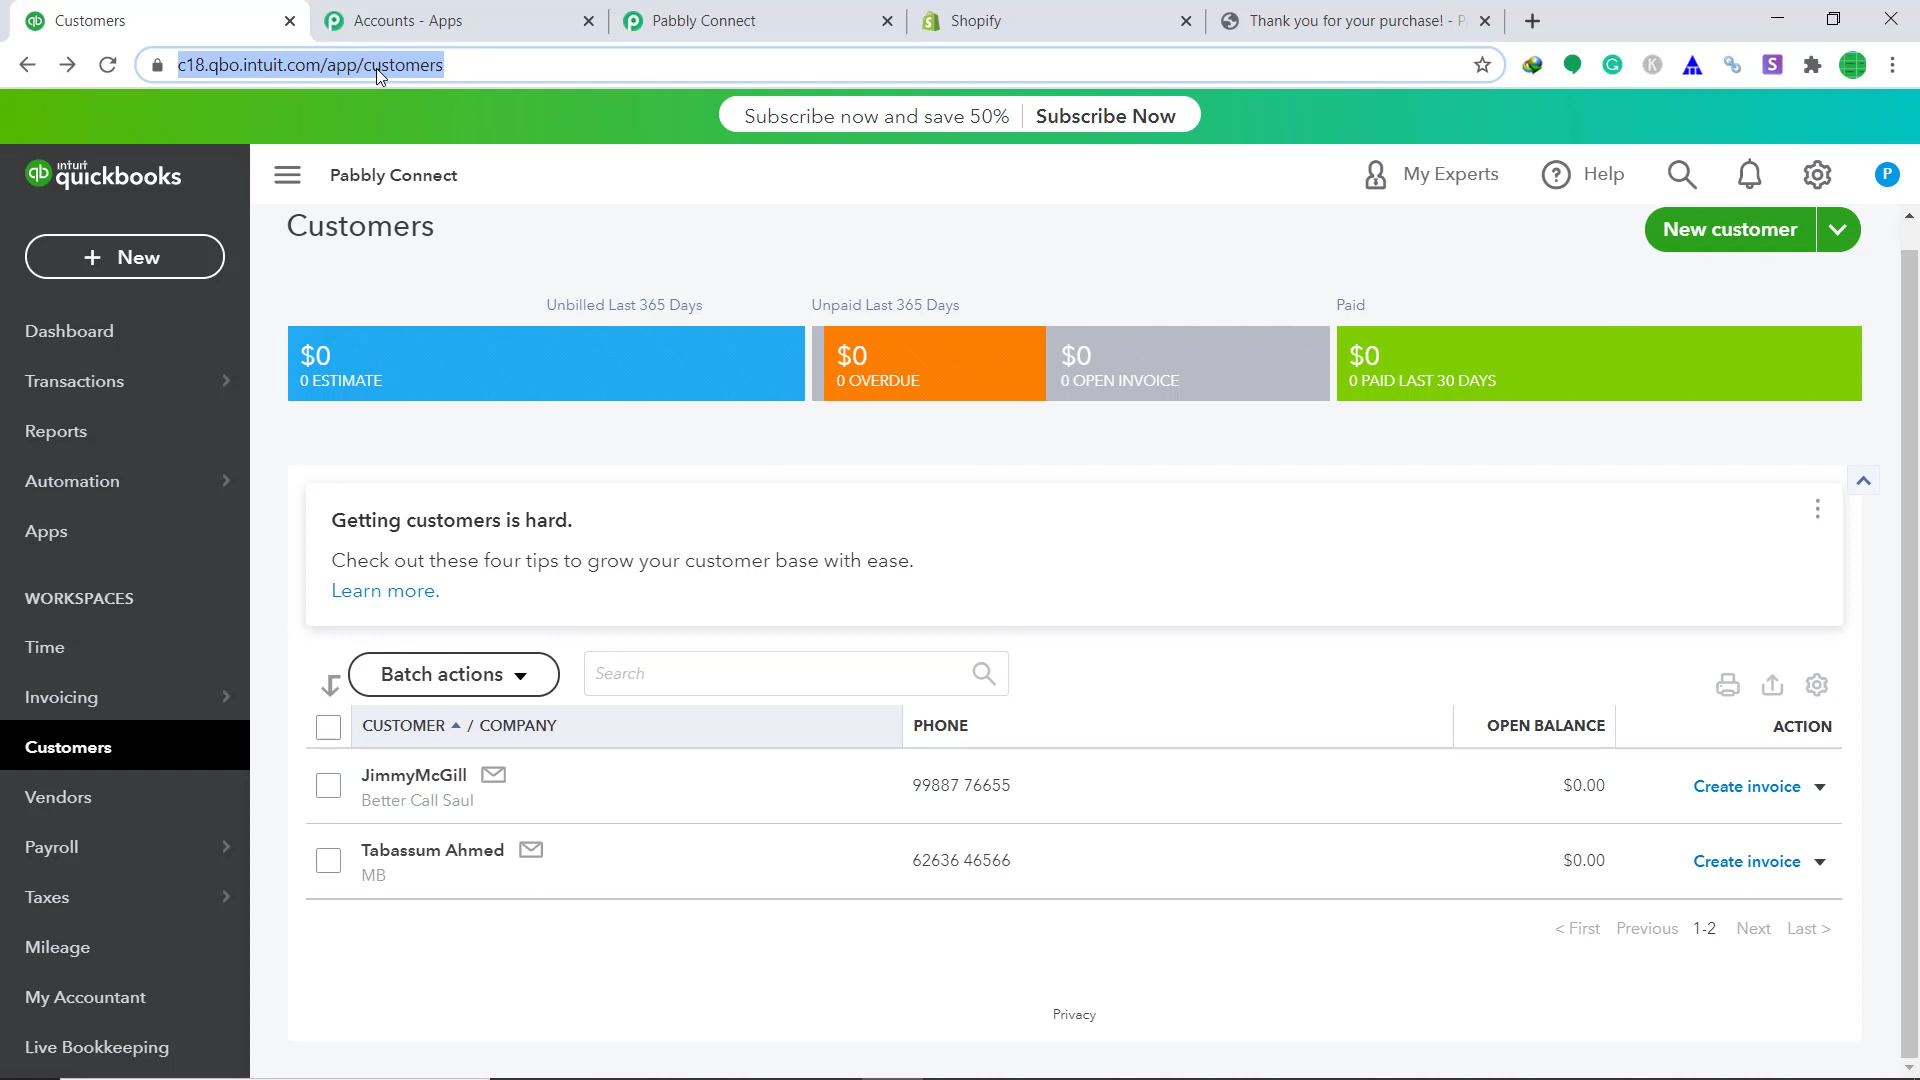 Customers
Accounts - Apps
Pabbly Connect
Shopify
Thank you for your purchase! - P
c18.qbo.intuit.com/app/customers
Subscribe now and save 50%
Subscribe Now
intuit
quickbooks
Pabbly Connect
My Experts
Help
P
Customers
New customer
+ New
Dashboard
Transactions
Reports
Automation
Apps
WORKSPACES
Time
Invoicing
Customers
Vendors
Payroll
Taxes
Mileage
My Accountant
Live Bookkeeping
Unbilled Last 365 Days
Unpaid Last 365 Days
Paid
$0
0 ESTIMATE
$0
0 OVERDUE
$0
0 OPEN INVOICE
$0
0 PAID LAST 30 DAYS
Getting customers is hard.
Check out these four tips to grow your customer base with ease.
Learn more.
Batch actions
Search
CUSTOMER / COMPANY
PHONE
OPEN BALANCE
ACTION
JimmyMcGill
Better Call Saul
99887 76655
$0.00
Create invoice
Tabassum Ahmed
MB
62636 46566
$0.00
Create invoice
< First Previous 1-2 Next Last >
Privacy